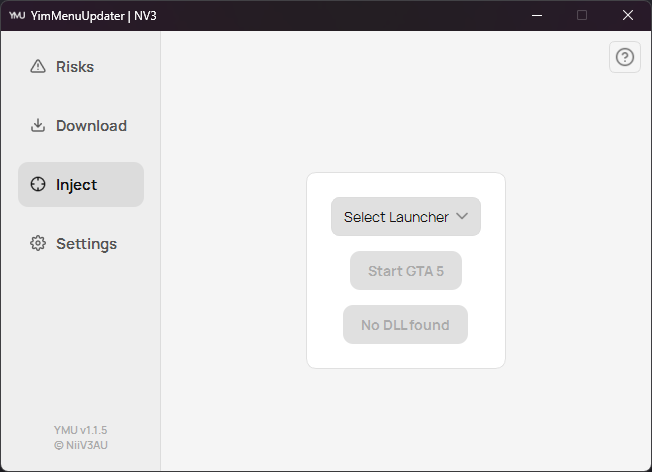 YMU YimMenuUpdater | NV3
Risks
Download
Inject
Settings
Select Launcher
Start GTA 5
No DLL found
YMU v1.1.5
© NiiV3AU